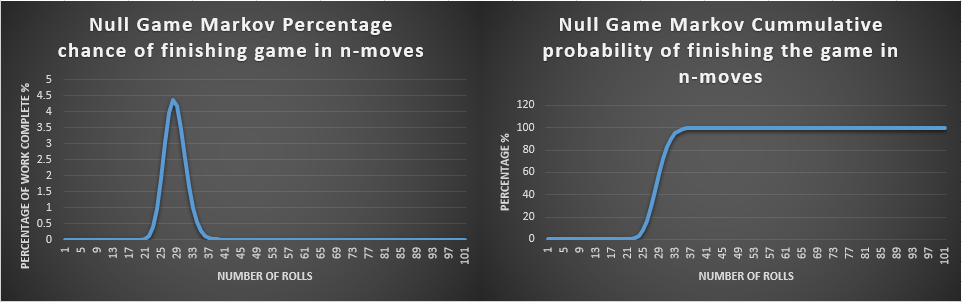 Null Game Markov Percentage
chance of finishing game in n-moves
PERCENTAGE OF WORK COMPLETE %
5
4.5
4
3.5
3
2.5
2
1.5
1
0.5
0
1 5 9 13 17 21 25 29 33 37 41 45 49 53 57 61 65 69 73 77 81 85 89 93 97 101
NUMBER OF ROLLS
Null Game Markov Cummulative
probability of finishing the game in
n-moves
PERCENTAGE %
120
100
80
60
40
20
0
1 5 9 13 17 21 25 29 33 37 41 45 49 53 57 61 65 69 73 77 81 85 89 93 97 101
NUMBER OF ROLLS